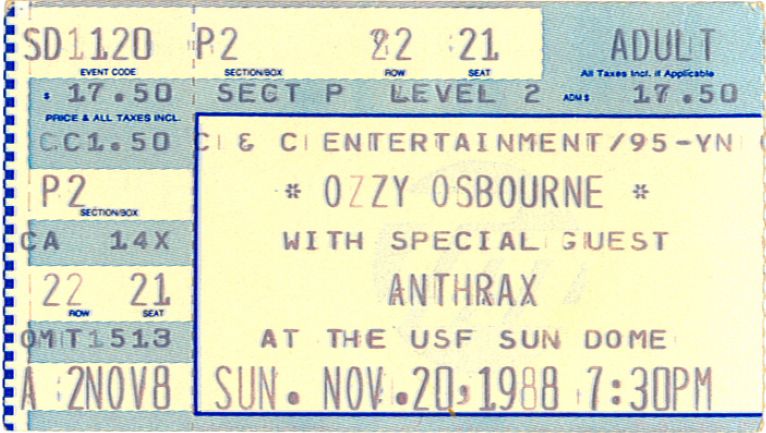 SD1120 P2 22 21 ADULT
EVENT CODE SECTION/BOX ROW SEAT All Taxes Incl. if Applicable
$ 17.50 SECT P LEVEL 2 ADM$ 17.50
PRICE & ALL TAXES INCL.
CC1.50 C & C ENTERTAINMENT/95-YN
P2 * OZZY OSBOURNE *
SECTION/BOX
CA 14X WITH SPECIAL GUEST
22 21 ANTHRAX
ROW SEAT
OMT1513 AT THE USF SUN DOME
A 2NOV8 SUN. NOV.20,1988 7:30PM